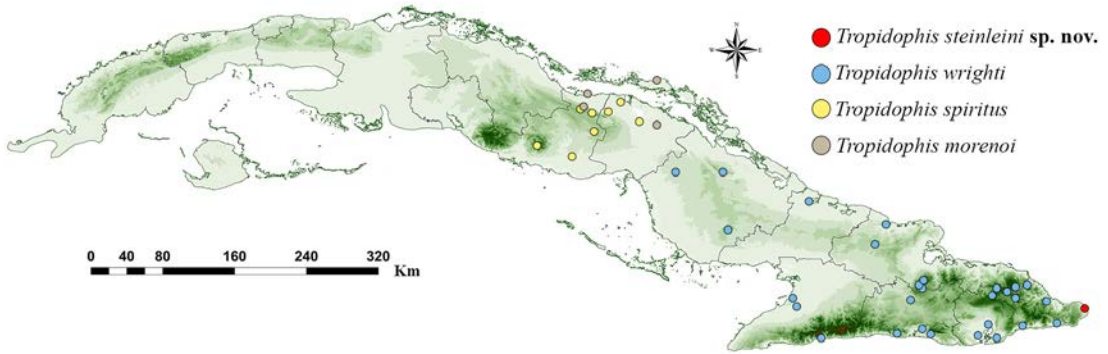 N
W E
S
Tropidophis steinleini sp. nov.
Tropidophis wrighti
Tropidophis spiritus
Tropidophis morenoi
0 40 80 160 240 320
Km